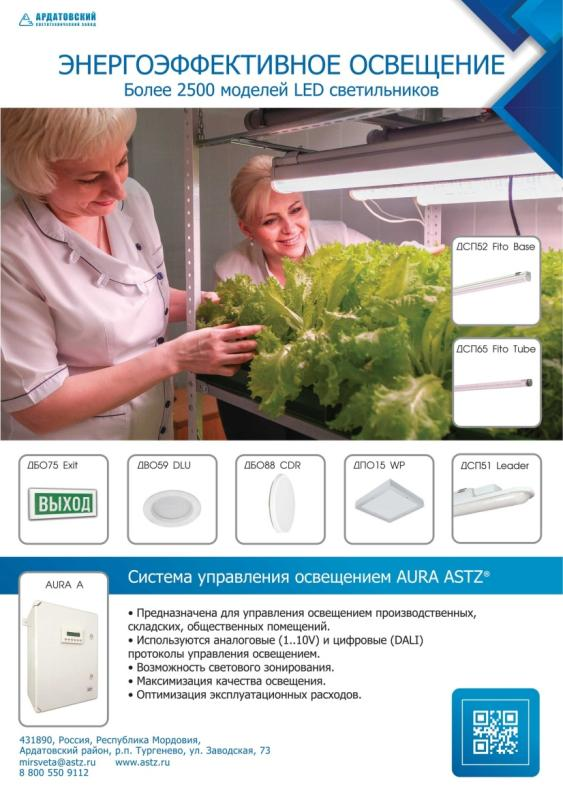 АРДАТОВСКИЙ
СВЕТОТЕХНИЧЕСКИЙ ЗАВОД
ЭНЕРГОЭФФЕКТИВНОЕ ОСВЕЩЕНИЕ
Более 2500 моделей LED светильников
ДСП52 Fito Base
ДСП65 Fito Tube
ДБО75 Exit
ВЫХОД
ДВО59 DLU
ДБО88 CDR
ДПО15 WP
ДСП51 Leader
AURA A
Система управления освещением AURA ASTZ®
• Предназначена для управления освещением производственных,
складских, общественных помещений.
• Используются аналоговые (1..10V) и цифровые (DALI)
протоколы управления освещением.
• Возможность светового зонирования.
• Максимизация качества освещения.
• Оптимизация эксплуатационных расходов.
431890, Россия, Республика Мордовия,
Ардатовский район, р.п. Тургенево, ул. Заводская, 73
mirsveta@astz.ru www.astz.ru
8 800 550 9112